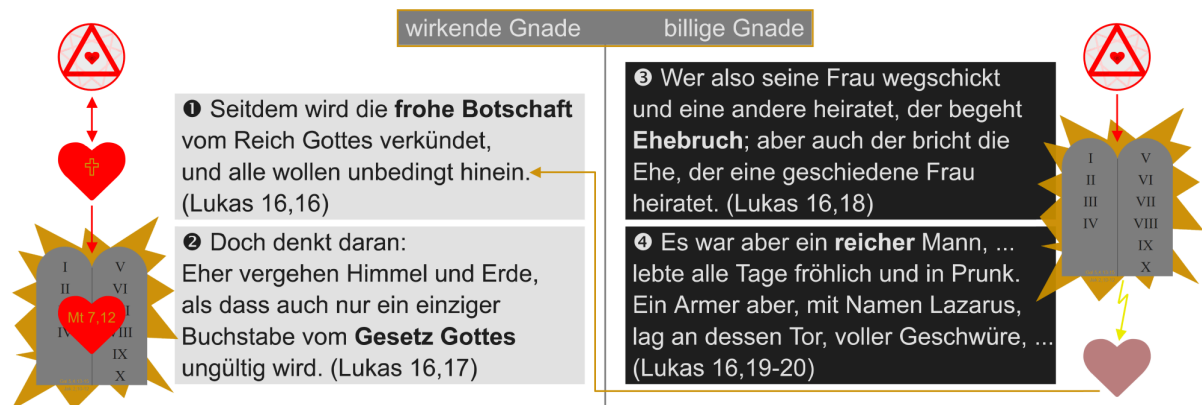 wirkende Gnade
billige Gnade
❶ Seitdem wird die frohe Botschaft
vom Reich Gottes verkündet,
und alle wollen unbedingt hinein.
(Lukas 16,16)
❷ Doch denkt daran:
Eher vergehen Himmel und Erde,
als dass auch nur ein einziger
Buchstabe vom Gesetz Gottes
ungültig wird. (Lukas 16,17)
❸ Wer also seine Frau wegschickt
und eine andere heiratet, der begeht
Ehebruch; aber auch der bricht die
Ehe, der eine geschiedene Frau
heiratet. (Lukas 16,18)
❹ Es war aber ein reicher Mann, ...
lebte alle Tage fröhlich und in Prunk.
Ein Armer aber, mit Namen Lazarus,
lag an dessen Tor, voller Geschwüre, ...
(Lukas 16,19-20)
I V
II VI
Mt 7,12
IX
X
I V
II VI
III VII
IV VIII
IX
X